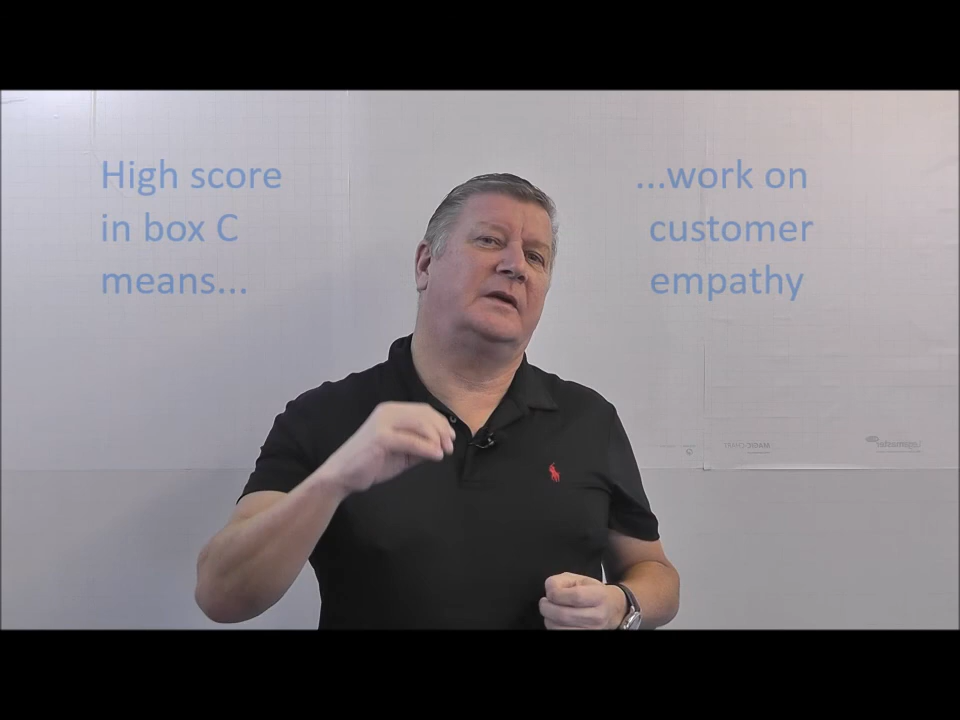 High score
in box C
means...
...work on
customer
empathy